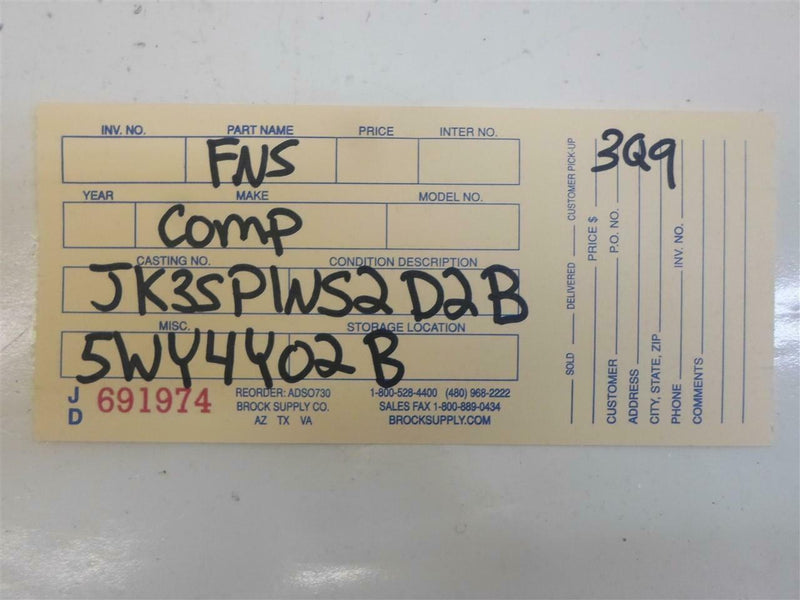 INV. NO. PART NAME PRICE INTER NO.
FNS
YEAR MAKE MODEL NO.
Comp
CASTING NO. CONDITION DESCRIPTION
JK35PINS2D2B
MISC. STORAGE LOCATION
5WY4Y02B
JD 691974
REORDER: ADSO730 1-800-528-4400 (480) 968-2222
BROCK SUPPLY CO. SALES FAX 1-800-889-0434
AZ TX VA BROCKSUPPLY.COM
3Q9
SOLD DELIVERED CUSTOMER PICK-UP
PRICE $
CUSTOMER P.O. NO.
ADDRESS
CITY, STATE, ZIP
PHONE INV. NO.
COMMENTS